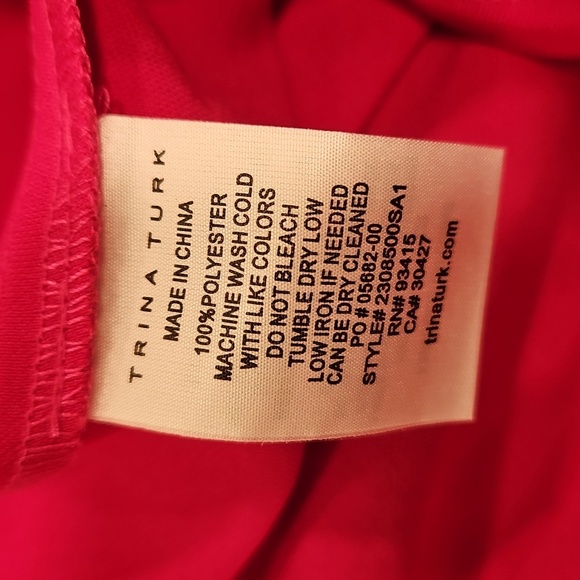 TRINA TURK
MADE IN CHINA
100%POLYESTER
MACHINE WASH COLD
WITH LIKE COLORS
DO NOT BLEACH
TUMBLE DRY LOW
LOW IRON IF NEEDED
CAN BE DRY CLEANED
PO # 05682-00
STYLE# 2308500SA1
RN# 93415
CA# 30427
trinaturk.com